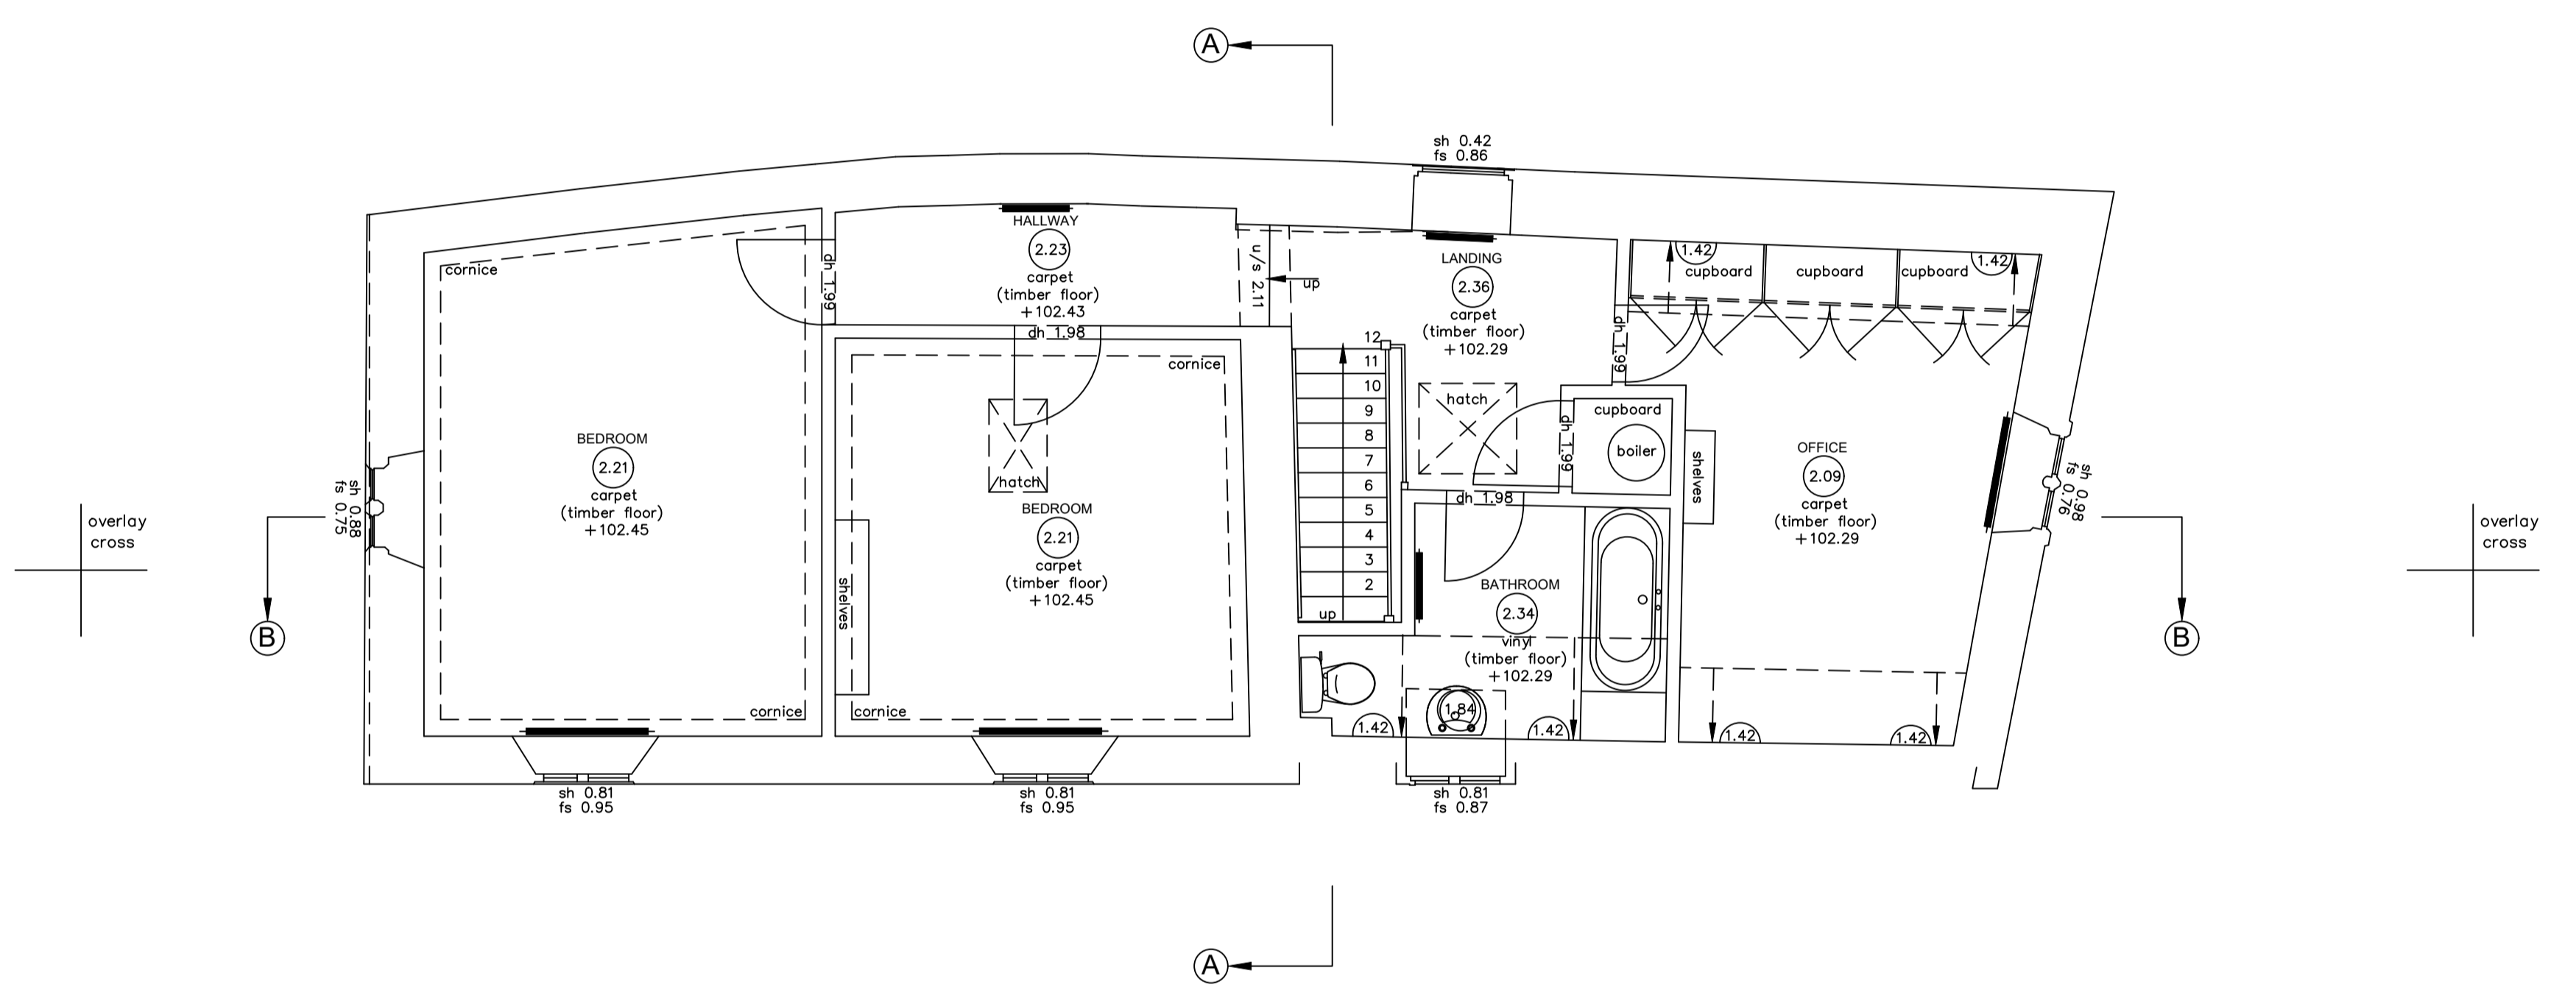 A
sh 0.42
fs 0.86
cornice
dh 1.99
HALLWAY
2.23
carpet
(timber floor)
+102.43
dh 1.98
u/s 2.11
up
LANDING
2.36
carpet
(timber floor)
+102.29
dh 1.99
1.42
cupboard
cupboard
cupboard
1.42
cornice
hatch
12
11
10
9
8
7
6
5
4
3
2
up
hatch
dh 1.99
cupboard
boiler
dh 1.98
shelves
BEDROOM
2.21
carpet
(timber floor)
+102.45
BEDROOM
2.21
carpet
(timber floor)
+102.45
shelves
OFFICE
2.09
carpet
(timber floor)
+102.29
sh 0.98
fs 0.76
sh 0.88
fs 0.75
overlay
cross
overlay
cross
B
B
BATHROOM
2.34
vinyl
(timber floor)
+102.29
cornice
cornice
1.42
1.84
1.42
1.42
1.42
sh 0.81
fs 0.95
sh 0.81
fs 0.95
sh 0.81
fs 0.87
A